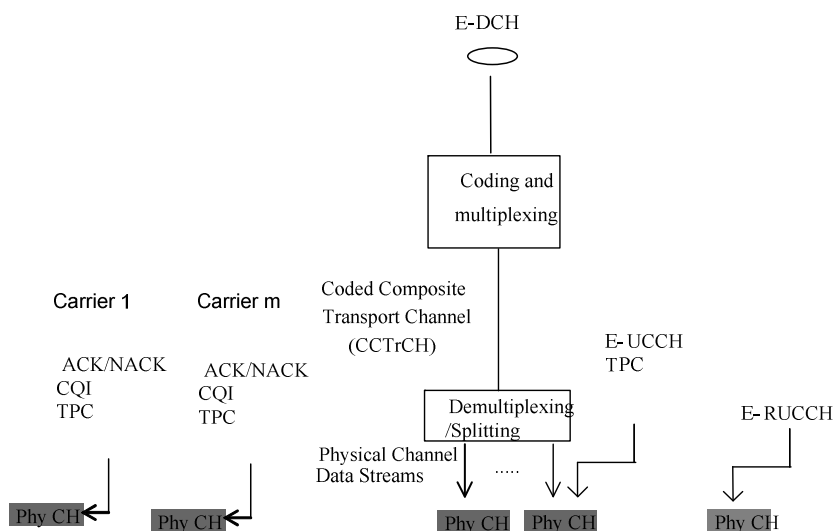 E-DCH
Coding and
multiplexing
Carrier 1
Carrier m
Coded Composite
Transport Channel
(CCTrCH)
ACK/NACK
CQI
TPC
ACK/NACK
CQI
TPC
E- UCCH
TPC
Demultiplexing
/Splitting
E-RUCCH
Physical Channel
Data Streams
.....
Phy CH
Phy CH
Phy CH
Phy CH
Phy CH